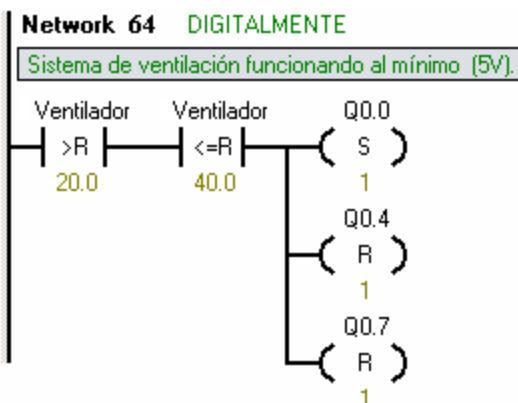 Network 64 DIGITALMENTE
Sistema de ventilación funcionando al mínimo (5V).
Ventilador Ventilador Q0.0
>R <=R S
20.0 40.0 1
Q0.4
R
1
Q0.7
R
1